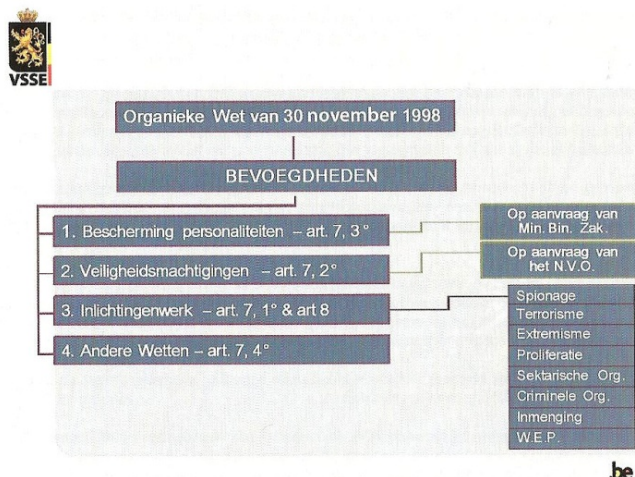 VSSE
Organieke Wet van 30 november 1998
BEVOEGDHEDEN
1. Bescherming personaliteiten – art. 7, 3°
Op aanvraag van
Min. Bin. Zak.
2. Veiligheidsmachtigingen – art. 7, 2°
Op aanvraag van
het N.V.O.
3. Inlichtingenwerk – art. 7, 1° & art 8
Spionage
Terrorisme
Extremisme
Proliferatie
Sektarische Org.
Criminele Org.
Inmenging
W.E.P.
4. Andere Wetten – art. 7, 4°
.be